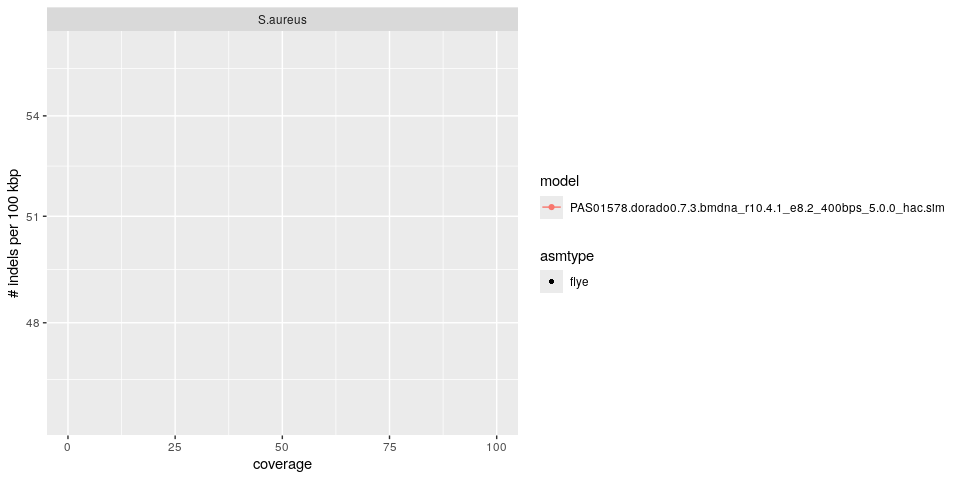 S.aureus
# indels per 100 kbp
54
51
48
0 25 50 75 100
coverage
model
PAS01578.dorado0.7.3.bmdna_r10.4.1_e8.2_400bps_5.0.0_hac.sim
asmtype
flye